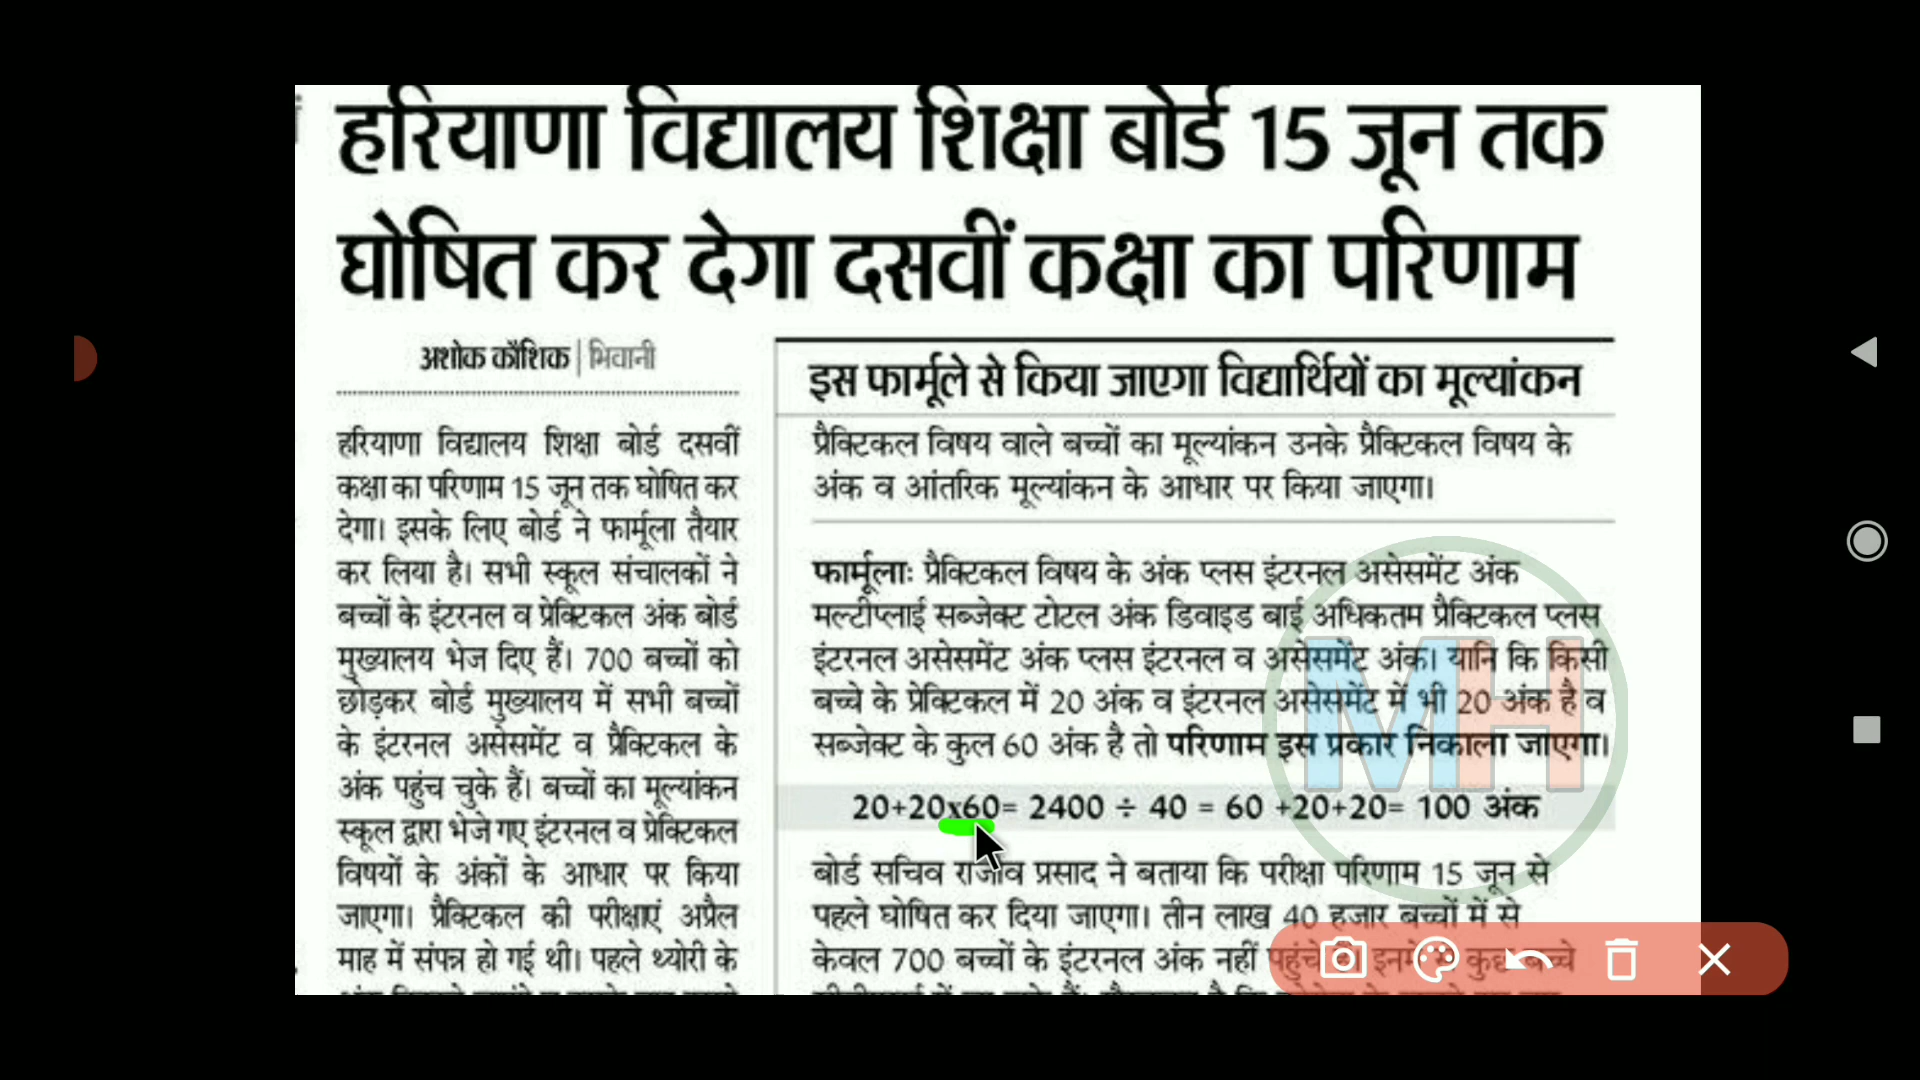 हरियाणा विद्यालय शिक्षा बोर्ड 15 जून तक
घोषित कर देगा दसवीं कक्षा का परिणाम
अशोक कौशिक | भिवानी
हरियाणा विद्यालय शिक्षा बोर्ड दसवीं
कक्षा का परिणाम 15 जून तक घोषित कर
देगा। इसके लिए बोर्ड ने फार्मूला तैयार
कर लिया है। सभी स्कूल संचालकों ने
बच्चों के इंटरनल व प्रेक्टिकल अंक बोर्ड
मुख्यालय भेज दिए हैं। 700 बच्चों को
छोड़कर बोर्ड मुख्यालय में सभी बच्चों
के इंटरनल असेसमेंट व प्रैक्टिकल के
अंक पहुंच चुके हैं। बच्चों का मूल्यांकन
स्कूल द्वारा भेजे गए इंटरनल व प्रेक्टिकल
विषयों के अंकों के आधार पर किया
जाएगा। प्रैक्टिकल की परीक्षाएं अप्रैल
माह में संपन्न हो गई थी। पहले थ्योरी के
इस फार्मूले से किया जाएगा विद्यार्थियों का मूल्यांकन
प्रैक्टिकल विषय वाले बच्चों का मूल्यांकन उनके प्रैक्टिकल विषय के
अंक व आंतरिक मूल्यांकन के आधार पर किया जाएगा।
फार्मूलाः प्रैक्टिकल विषय के अंक प्लस इंटरनल असेसमेंट अंक
मल्टीप्लाई सब्जेक्ट टोटल अंक डिवाइड बाई अधिकतम प्रैक्टिकल प्लस
इंटरनल असेसमेंट अंक प्लस इंटरनल व असेसमेंट अंक। यानि कि किसी
बच्चे के प्रेक्टिकल में 20 अंक व इंटरनल असेसमेंट में भी 20 अंक है व
सब्जेक्ट के कुल 60 अंक है तो परिणाम इस प्रकार निकाला जाएगा।
20+20x60= 2400 ÷ 40 = 60 +20+20= 100 अंक
बोर्ड सचिव राजीव प्रसाद ने बताया कि परीक्षा परिणाम 15 जून से
पहले घोषित कर दिया जाएगा। तीन लाख 40 हजार बच्चों में से
केवल 700 बच्चों के इंटरनल अंक नहीं पहुंचे इनमें से कुछ बच्चे
MH